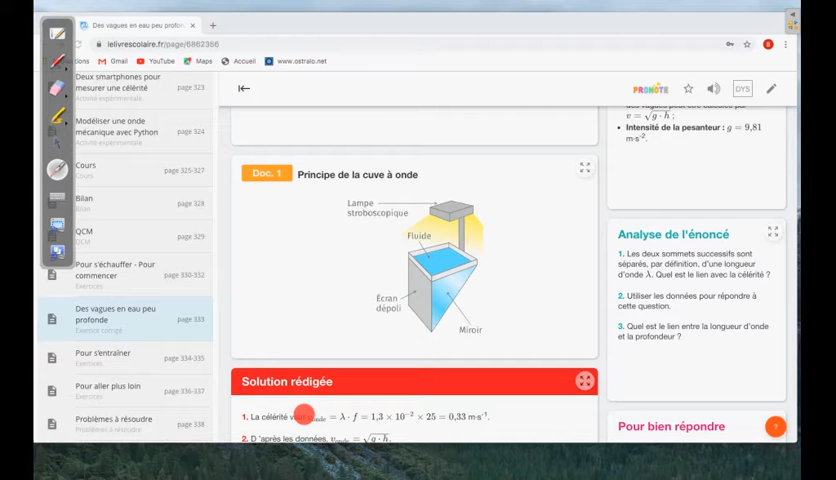 Des vagues en eau peu profon
lelivrescolaire.fr/page/6862356
Gmail
YouTube
Maps
Accueil
www.ostralo.net
Deux smartphones pour
mesurer une célérité
Activité expérimentale
page 323
Modéliser une onde
mécanique avec Python
Activité expérimentale
page 324
Cours
Cours
page 325-327
Bilan
Bilan
page 328
QCM
QCM
page 329
Pour s'échauffer - Pour
commencer
Exercices
page 330-332
Des vagues en eau peu
profonde
Exercice corrigé
page 333
Pour s'entraîner
Exercices
page 334-335
Pour aller plus loin
Exercices
page 336-337
Problèmes à résoudre
Problèmes à résoudre
page 338
PRONOTE
DYS
Doc. 1
Principe de la cuve à onde
Lampe
stroboscopique
Fluide
Écran
dépoli
Miroir
Solution rédigée
1. La célérité vaut = λ · f = 1,3 × 10⁻² × 25 = 0,33 m·s⁻¹.
2. D'après les données, v_onde = √g · h.
des vagues peut être calculée par
v = √g · h ;
• Intensité de la pesanteur : g = 9,81
m·s⁻².
Analyse de l'énoncé
1. Les deux sommets successifs sont
séparés, par définition, d'une longueur
d'onde λ. Quel est le lien avec la célérité ?
2. Utiliser les données pour répondre à
cette question.
3. Quel est le lien entre la longueur d'onde
et la profondeur ?
Pour bien répondre
?